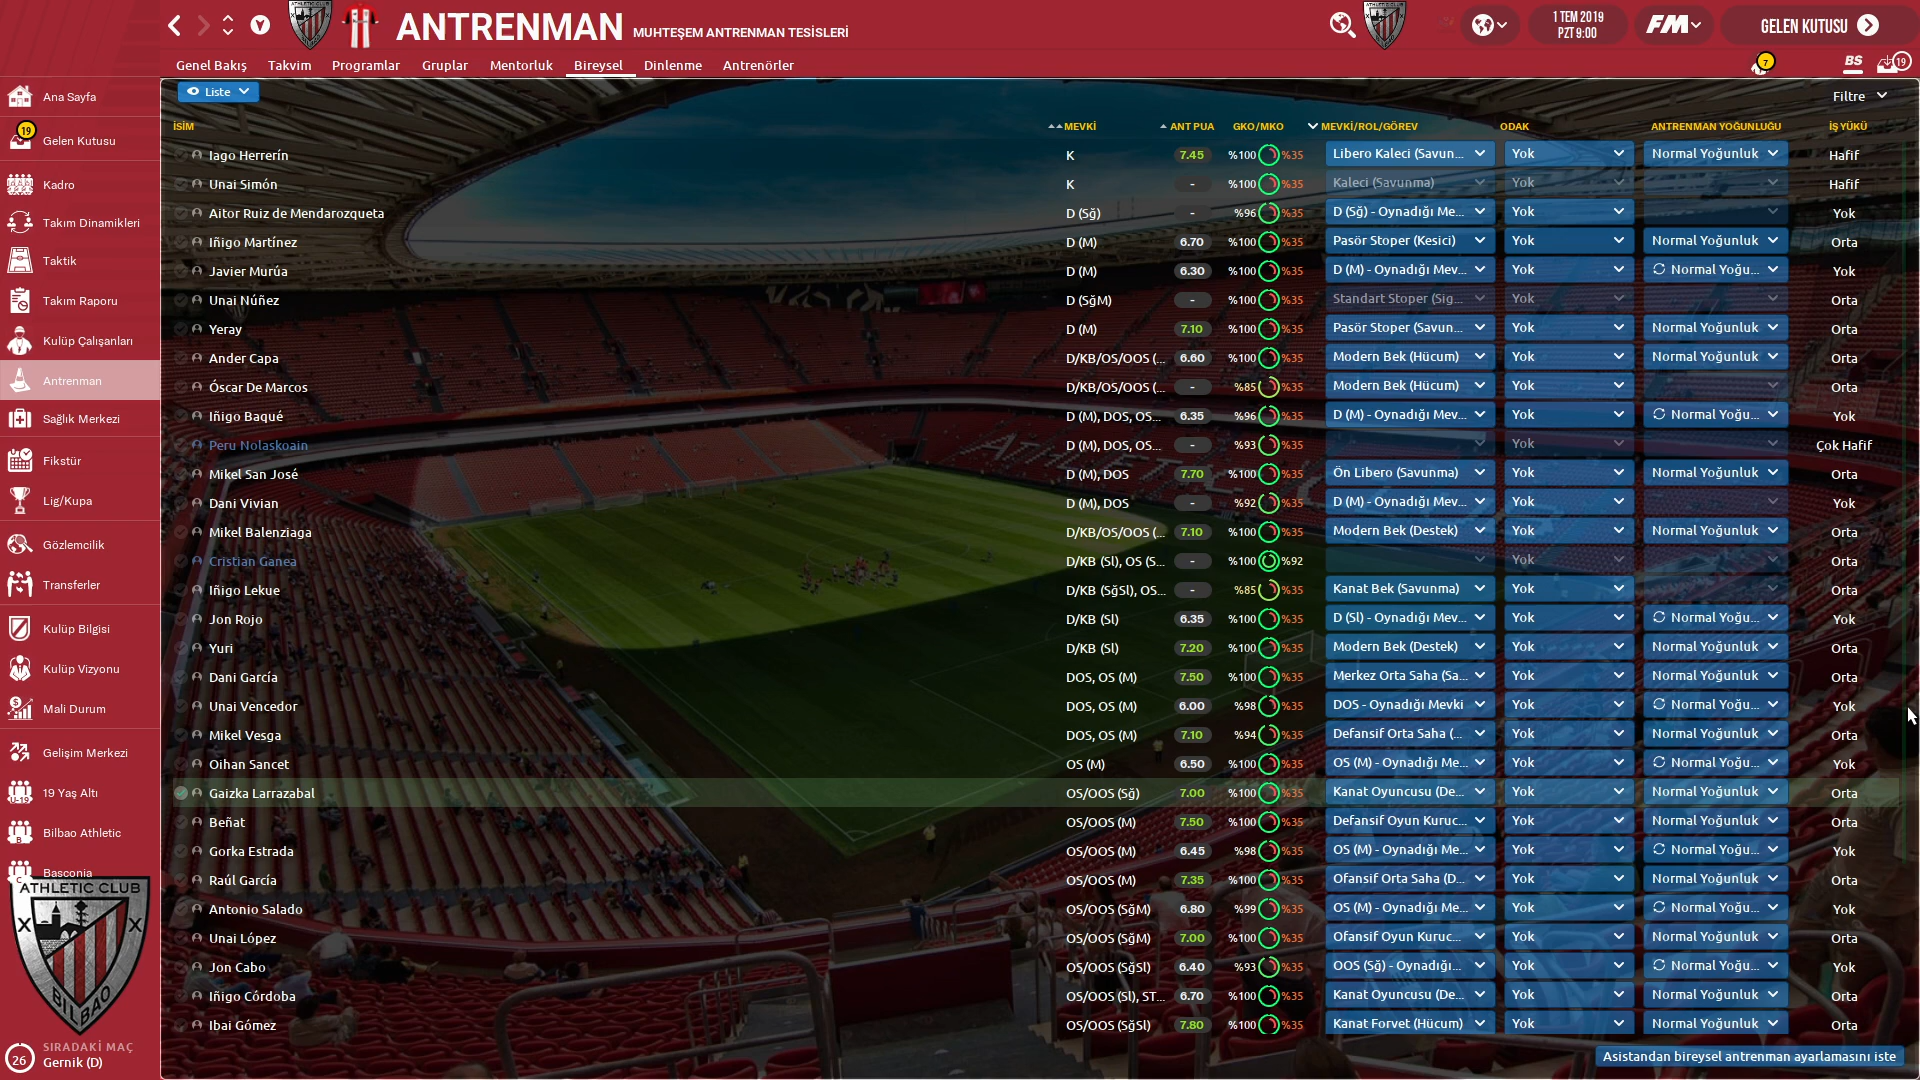 ANTRENMAN MUHTEŞEM ANTRENMAN TESİSLERİ
1 TEM 2019
PZT 9:00
FM
GELEN KUTUSU
Genel Bakış Takvim Programlar Gruplar Mentorluk Bireysel Dinlenme Antrenörler
7 BS 19
Liste Filtre
İSİM MEVKİ ANT PUA GKO/MKO MEVKİ/ROL/GÖREV ODAK ANTRENMAN YOĞUNLUĞU İŞ YÜKÜ
Iago Herrerín K 7.45 %100 %35 Libero Kaleci (Savun... Yok Normal Yoğunluk Hafif
Unai Simón K - %100 %35 Kaleci (Savunma) Yok Hafif
Aitor Ruiz de Mendarozqueta D (Sğ) - %96 %35 D (Sğ) - Oynadığı Me... Yok Yok
Iñigo Martínez D (M) 6.70 %100 %35 Pasör Stoper (Kesici) Yok Normal Yoğunluk Orta
Javier Murúa D (M) 6.30 %100 %35 D (M) - Oynadığı Mev... Yok Normal Yoğu... Yok
Unai Núñez D (SğM) - %100 %35 Standart Stoper (Sig... Yok Orta
Yeray D (M) 7.10 %100 %35 Pasör Stoper (Savun... Yok Normal Yoğunluk Orta
Ander Capa D/KB/OS/OOS (... 6.60 %100 %35 Modern Bek (Hücum) Yok Normal Yoğunluk Orta
Óscar De Marcos D/KB/OS/OOS (... - %85 %35 Modern Bek (Hücum) Yok Orta
Iñigo Baqué D (M), DOS, OS... 6.35 %96 %35 D (M) - Oynadığı Mev... Yok Normal Yoğu... Yok
Peru Nolaskoain D (M), DOS, OS... - %93 %35 Yok Çok Hafif
Mikel San José D (M), DOS 7.70 %100 %35 Ön Libero (Savunma) Yok Normal Yoğunluk Orta
Dani Vivian D (M), DOS - %92 %35 D (M) - Oynadığı Mev... Yok Yok
Mikel Balenziaga D/KB/OS/OOS (... 7.10 %100 %35 Modern Bek (Destek) Yok Normal Yoğunluk Orta
Cristian Ganea D/KB (Sl), OS (S... - %100 %92 Yok Orta
Iñigo Lekue D/KB (SğSl), OS... - %85 %35 Kanat Bek (Savunma) Yok Orta
Jon Rojo D/KB (Sl) 6.35 %100 %35 D (Sl) - Oynadığı Mev... Yok Normal Yoğu... Yok
Yuri D/KB (Sl) 7.20 %100 %35 Modern Bek (Destek) Yok Normal Yoğunluk Orta
Dani García DOS, OS (M) 7.50 %100 %35 Merkez Orta Saha (Sa... Yok Normal Yoğunluk Orta
Unai Vencedor DOS, OS (M) 6.00 %98 %35 DOS - Oynadığı Mevki Yok Normal Yoğu... Yok
Mikel Vesga DOS, OS (M) 7.10 %94 %35 Defansif Orta Saha (... Yok Normal Yoğunluk Orta
Oihan Sancet OS (M) 6.50 %100 %35 OS (M) - Oynadığı Me... Yok Normal Yoğu... Yok
Gaizka Larrazabal OS/OOS (Sğ) 7.00 %100 %35 Kanat Oyuncusu (De... Yok Normal Yoğunluk Orta
Beñat OS/OOS (M) 7.50 %100 %35 Defansif Oyun Kuruc... Yok Normal Yoğunluk Orta
Gorka Estrada OS/OOS (M) 6.45 %98 %35 OS (M) - Oynadığı Me... Yok Normal Yoğu... Yok
Raúl García OS/OOS (M) 7.35 %100 %35 Ofansif Orta Saha (D... Yok Normal Yoğunluk Orta
Antonio Salado OS/OOS (SğM) 6.80 %99 %35 OS (M) - Oynadığı Me... Yok Normal Yoğu... Yok
Unai López OS/OOS (SğM) 7.00 %100 %35 Ofansif Oyun Kuruc... Yok Normal Yoğunluk Orta
Jon Cabo OS/OOS (SğSl) 6.40 %93 %35 OOS (Sğ) - Oynadığı... Yok Normal Yoğu... Yok
Iñigo Córdoba OS/OOS (Sl), ST... 6.70 %100 %35 Kanat Oyuncusu (De... Yok Normal Yoğunluk Orta
Ibai Gómez OS/OOS (SğSl) 7.80 %100 %35 Kanat Forvet (Hücum) Yok Normal Yoğunluk Orta
Asistandan bireysel antrenman ayarlamasını iste
Ana Sayfa
19 Gelen Kutusu
Kadro
Takım Dinamikleri
Taktik
Takım Raporu
Kulüp Çalışanları
Antrenman
Sağlık Merkezi
Fikstür
Lig/Kupa
Gözlemcilik
Transferler
Kulüp Bilgisi
Kulüp Vizyonu
Mali Durum
Gelişim Merkezi
U-19 19 Yaş Altı
B Bilbao Athletic
C Basconia
ATHLETIC CLUB
BILBAO
26 SIRADAKİ MAÇ
Gernik (D)